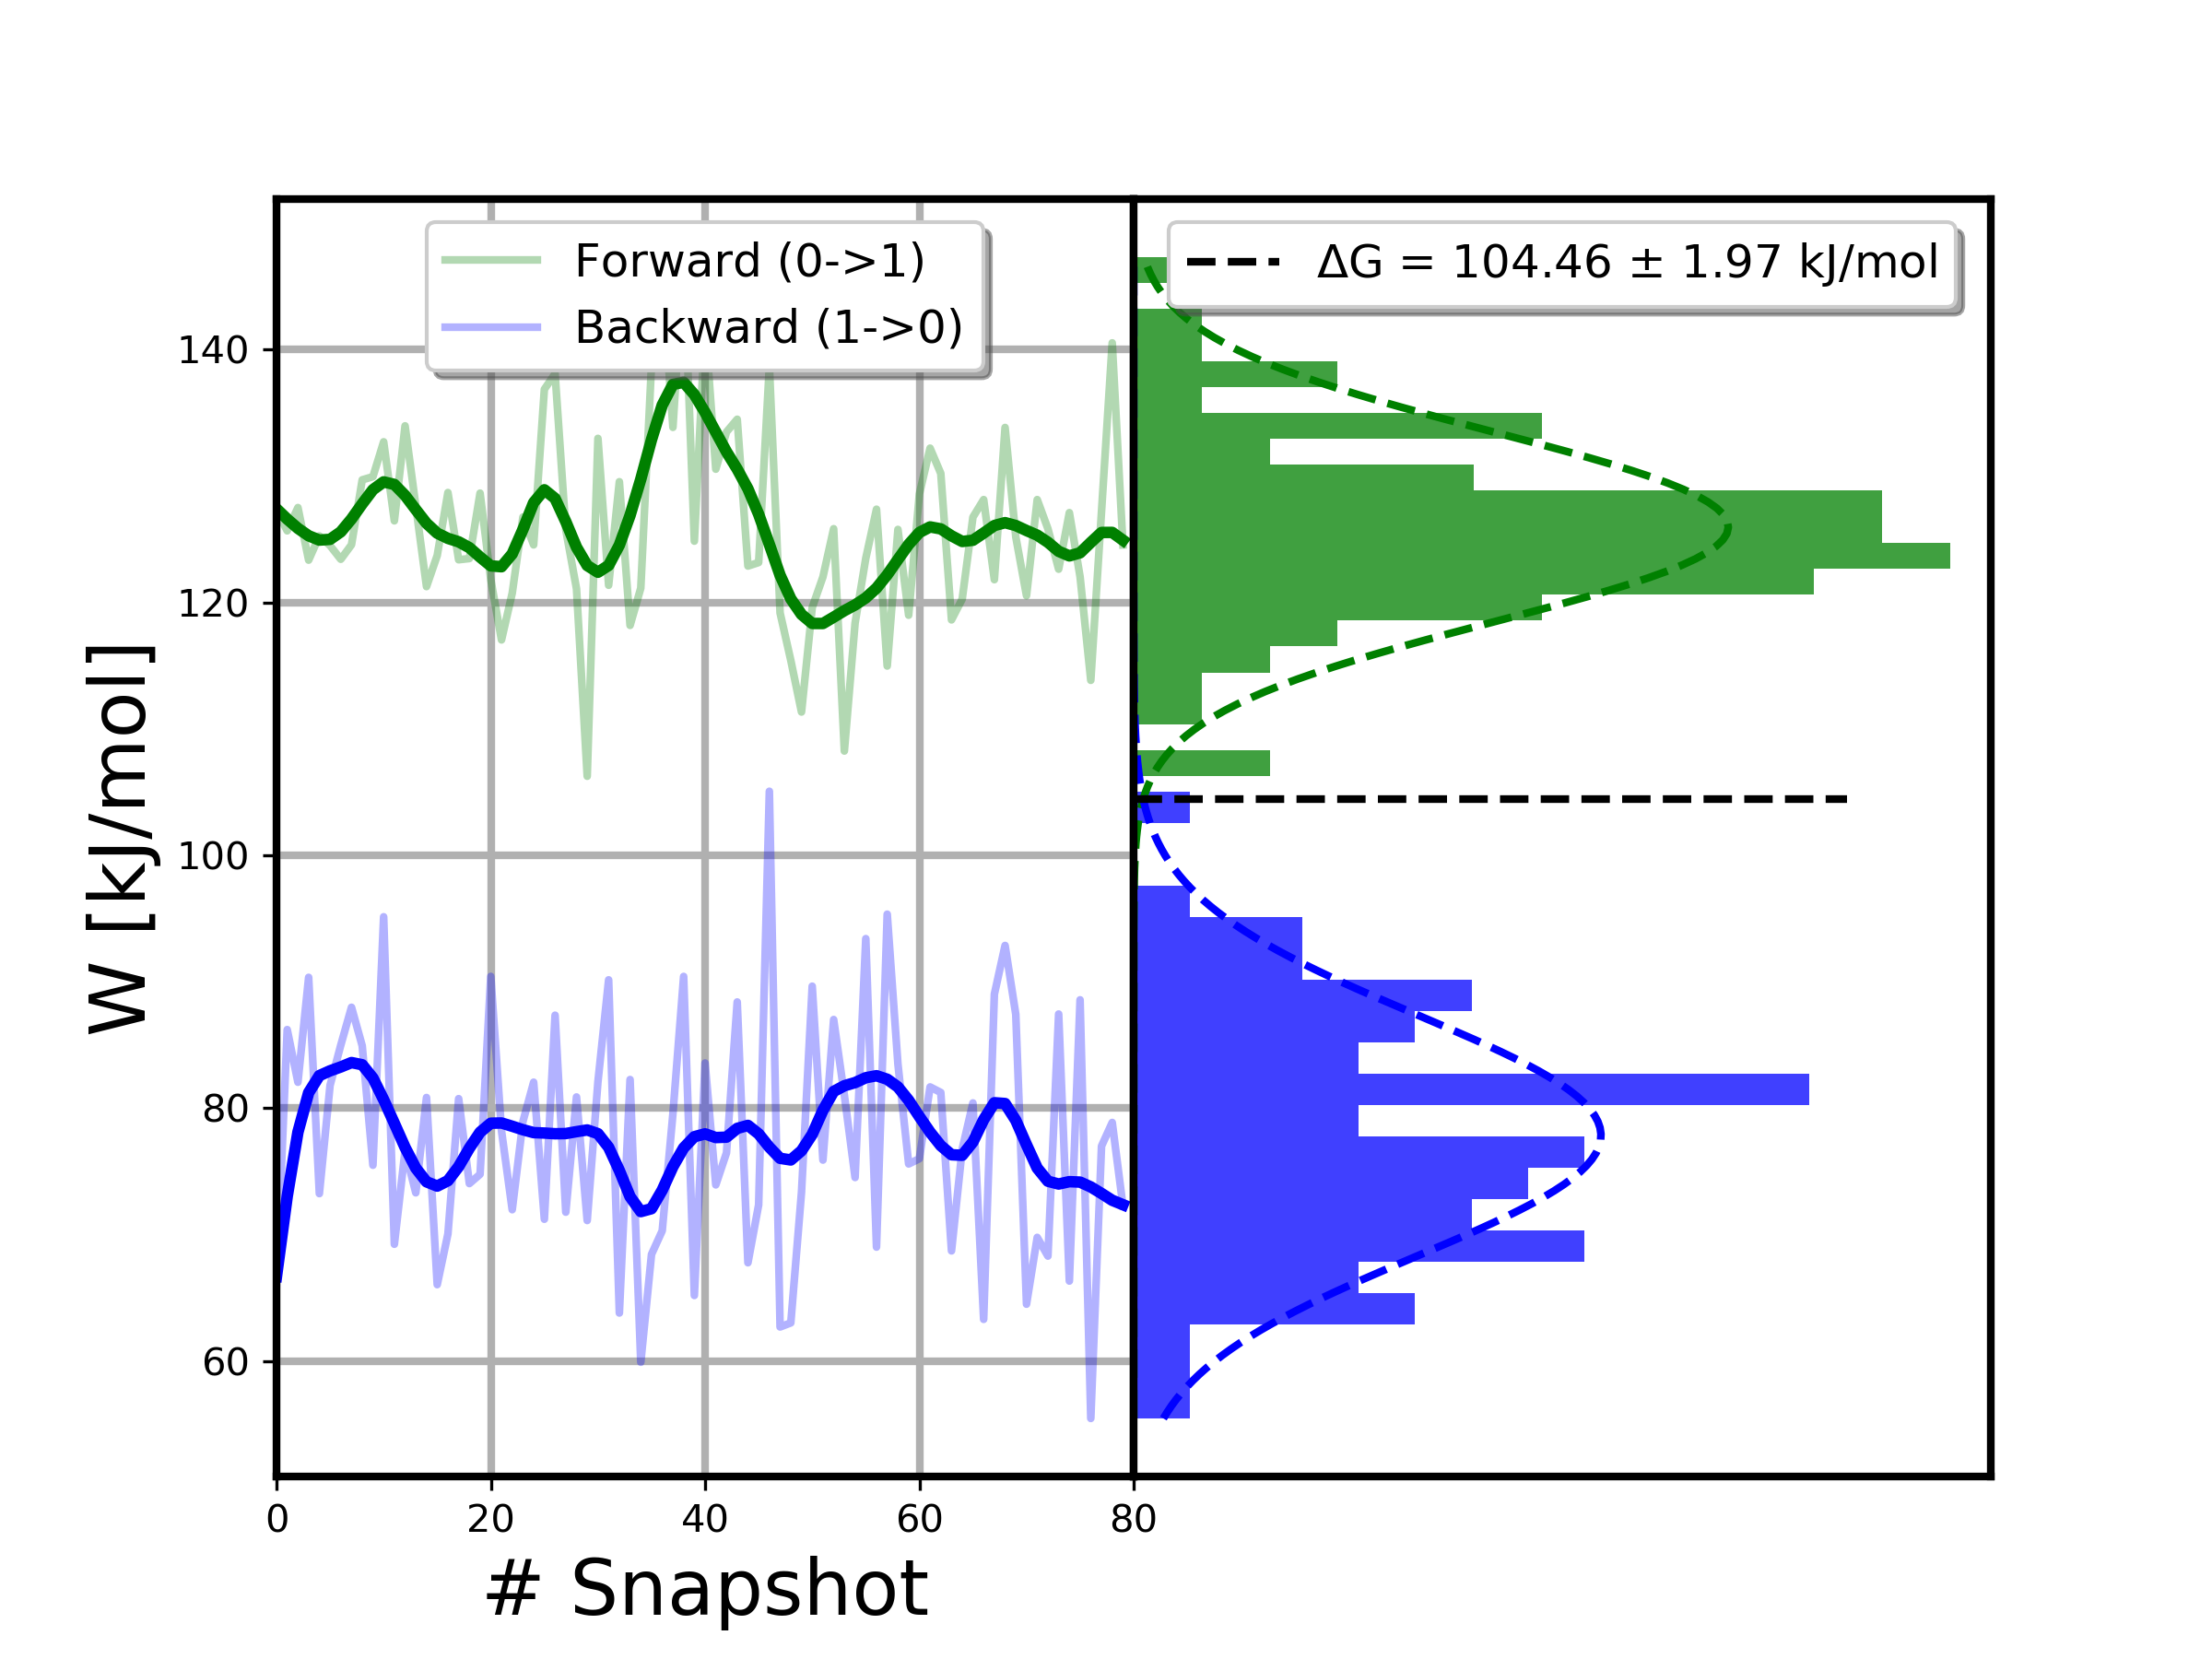 Forward (0->1)
Backward (1->0)
ΔG = 104.46 ± 1.97 kJ/mol
W [kJ/mol]
140
120
100
80
60
0 20 40 60 80
# Snapshot